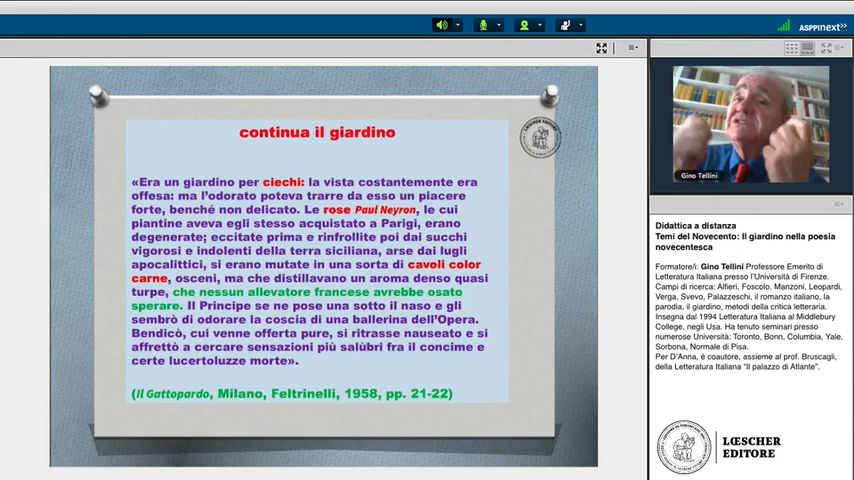 ASPPInext>>
continua il giardino
«Era un giardino per ciechi: la vista costantemente era
offesa: ma l'odorato poteva trarre da esso un piacere
forte, benché non delicato. Le rose Paul Neyron, le cui
piantine aveva egli stesso acquistato a Parigi, erano
degenerate; eccitate prima e rinfrollite poi dai succhi
vigorosi e indolenti della terra siciliana, arse dai lugli
apocalittici, si erano mutate in una sorta di cavoli color
carne, osceni, ma che distillavano un aroma denso quasi
turpe, che nessun allevatore francese avrebbe osato
sperare. Il Principe se ne pose una sotto il naso e gli
sembrò di odorare la coscia di una ballerina dell'Opera.
Bendicò, cui venne offerta pure, si ritrasse nauseato e si
affrettò a cercare sensazioni più salùbri fra il concime e
certe lucertoluzze morte».
(Il Gattopardo, Milano, Feltrinelli, 1958, pp. 21-22)
Gino Tellini
Didattica a distanza
Temi del Novecento: Il giardino nella poesia
novecentesca
Formatore/i: Gino Tellini Professore Emerito di
Letteratura Italiana presso l'Università di Firenze.
Campi di ricerca: Alfieri, Foscolo, Manzoni, Leopardi,
Verga, Svevo, Palazzeschi, il romanzo italiano, la
parodia, il giardino, metodi della critica letteraria.
Insegna dal 1994 Letteratura Italiana al Middlebury
College, negli Usa. Ha tenuto seminari presso
numerose Università: Toronto, Bonn, Columbia, Yale,
Sorbona, Normale di Pisa.
Per D'Anna, è coautore, assieme al prof. Bruscagli,
della Letteratura Italiana "Il palazzo di Atlante".
LŒSCHER
EDITORE